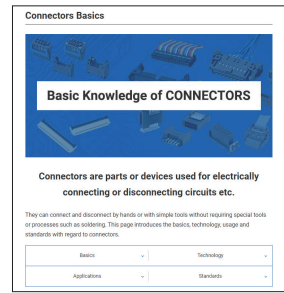 Connectors Basics
Basic Knowledge of CONNECTORS
Connectors are parts or devices used for electrically
connecting or disconnecting circuits etc.
They can connect and disconnect by hands or with simple tools without requiring special tools
or processes such as soldering. This page introduces the basics, technology, usage and
standards with regard to connectors.
Basics
Technology
Applications
Standards